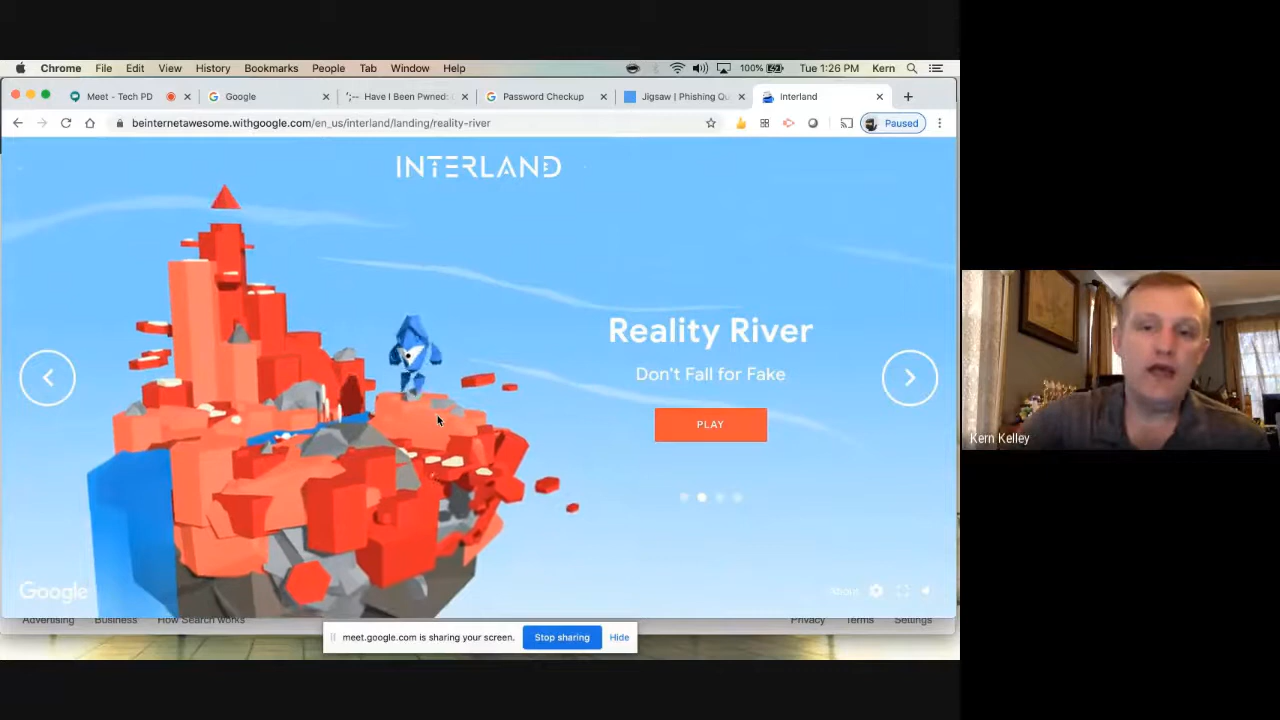 Chrome File Edit View History Bookmarks People Tab Window Help 100% Tue 1:26 PM Kern
Meet - Tech PD Google Have I Been Pwned: Password Checkup Jigsaw | Phishing Qu Interland
beinternetawesome.withgoogle.com/en_us/interland/landing/reality-river Paused
INTERLAND
Reality River
Don't Fall for Fake
PLAY
Kern Kelley
Google About
Advertising Business How Search works Privacy Terms Settings
meet.google.com is sharing your screen. Stop sharing Hide